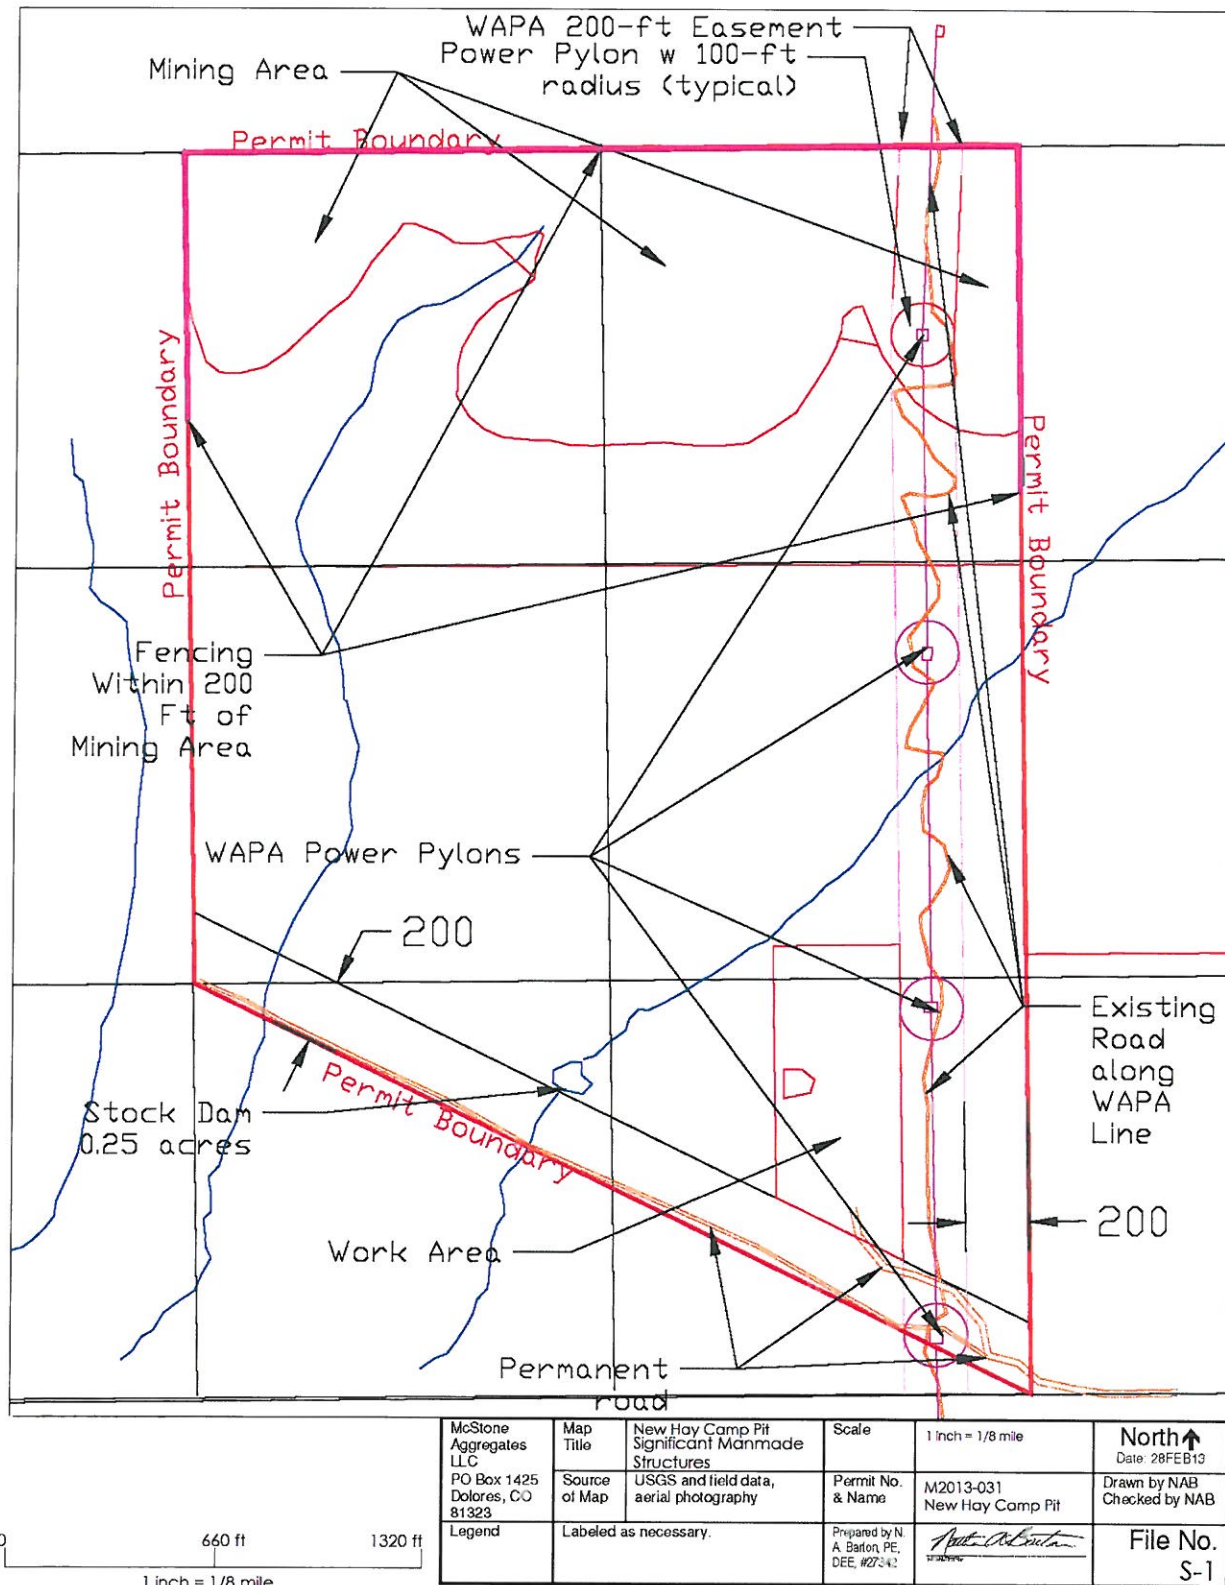 WAPA 200-ft Easement
Power Pylon w 100-ft
radius (typical)
Mining Area
Permit Boundary
Permit Boundary
Permit Boundary
Fencing
Within 200
Ft of
Mining Area
WAPA Power Pylons
200
Existing
Road
along
WAPA
Line
Permit Boundary
Stock Dam
0.25 acres
200
Work Area
Permanent
road
McStone
Aggregates
LLC
PO Box 1425
Dolores, CO
81323
Map
Title
New Hay Camp Pit
Significant Manmade
Structures
Scale
1 inch = 1/8 mile
North
Date: 28FEB13
Source
of Map
USGS and field data,
aerial photography
Permit No.
& Name
M2013-031
New Hay Camp Pit
Drawn by NAB
Checked by NAB
Legend
Labeled as necessary.
Prepared by N.
A. Barton, PE,
DEE, #27342
File No.
S-1
0
660 ft
1320 ft
1 inch = 1/8 mile